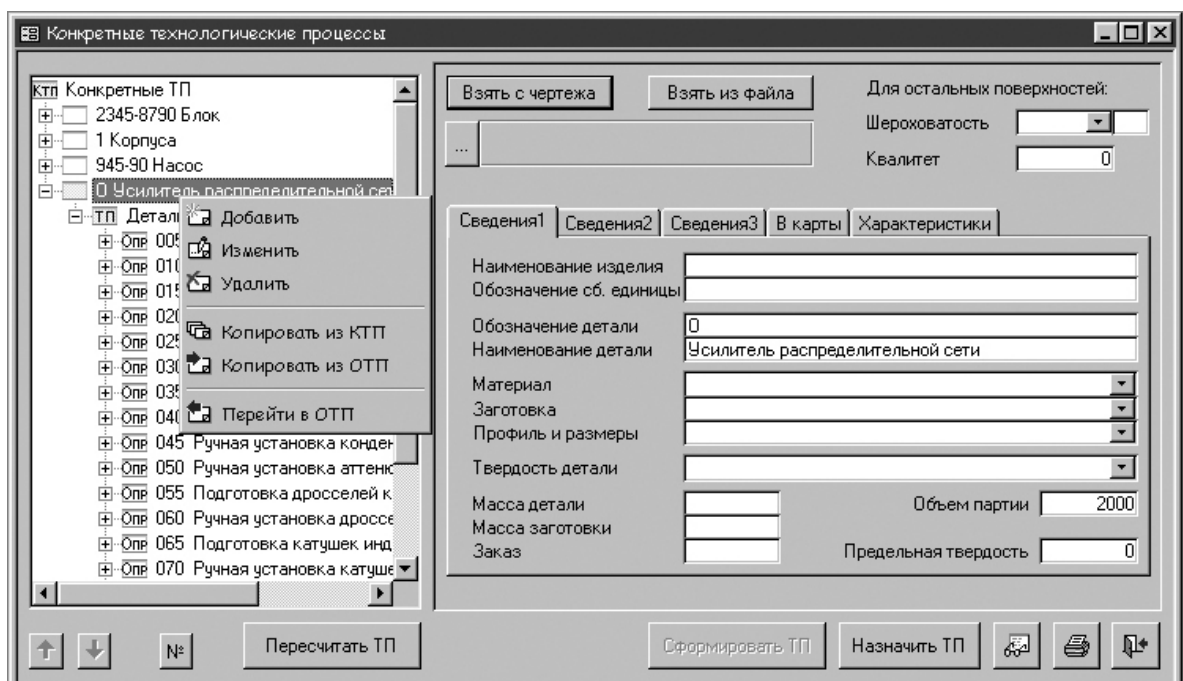 Конкретные технологические процессы
Ктп Конкретные ТП
2345-8790 Блок
1 Корпуса
945-90 Насос
0 Усилитель распределительной сет
ТП Детали
Опр 005
Опр 010
Опр 015
Опр 020
Опр 025
Опр 030
Опр 035
Опр 040
Опр 045 Ручная установка конден
Опр 050 Ручная установка аттеню
Опр 055 Подготовка дросселей к
Опр 060 Ручная установка дроссе
Опр 065 Подготовка катушек инд
Опр 070 Ручная установка катуше
Добавить
Изменить
Удалить
Копировать из КТП
Копировать из ОТП
Перейти в ОТП
Взять с чертежа
Взять из файла
...
Для остальных поверхностей:
Шероховатость
Квалитет 0
Сведения1 Сведения2 Сведения3 В карты Характеристики
Наименование изделия
Обозначение сб. единицы
Обозначение детали 0
Наименование детали Усилитель распределительной сети
Материал
Заготовка
Профиль и размеры
Твердость детали
Масса детали Объем партии 2000
Масса заготовки
Заказ Предельная твердость 0
№ Пересчитать ТП Сформировать ТП Назначить ТП